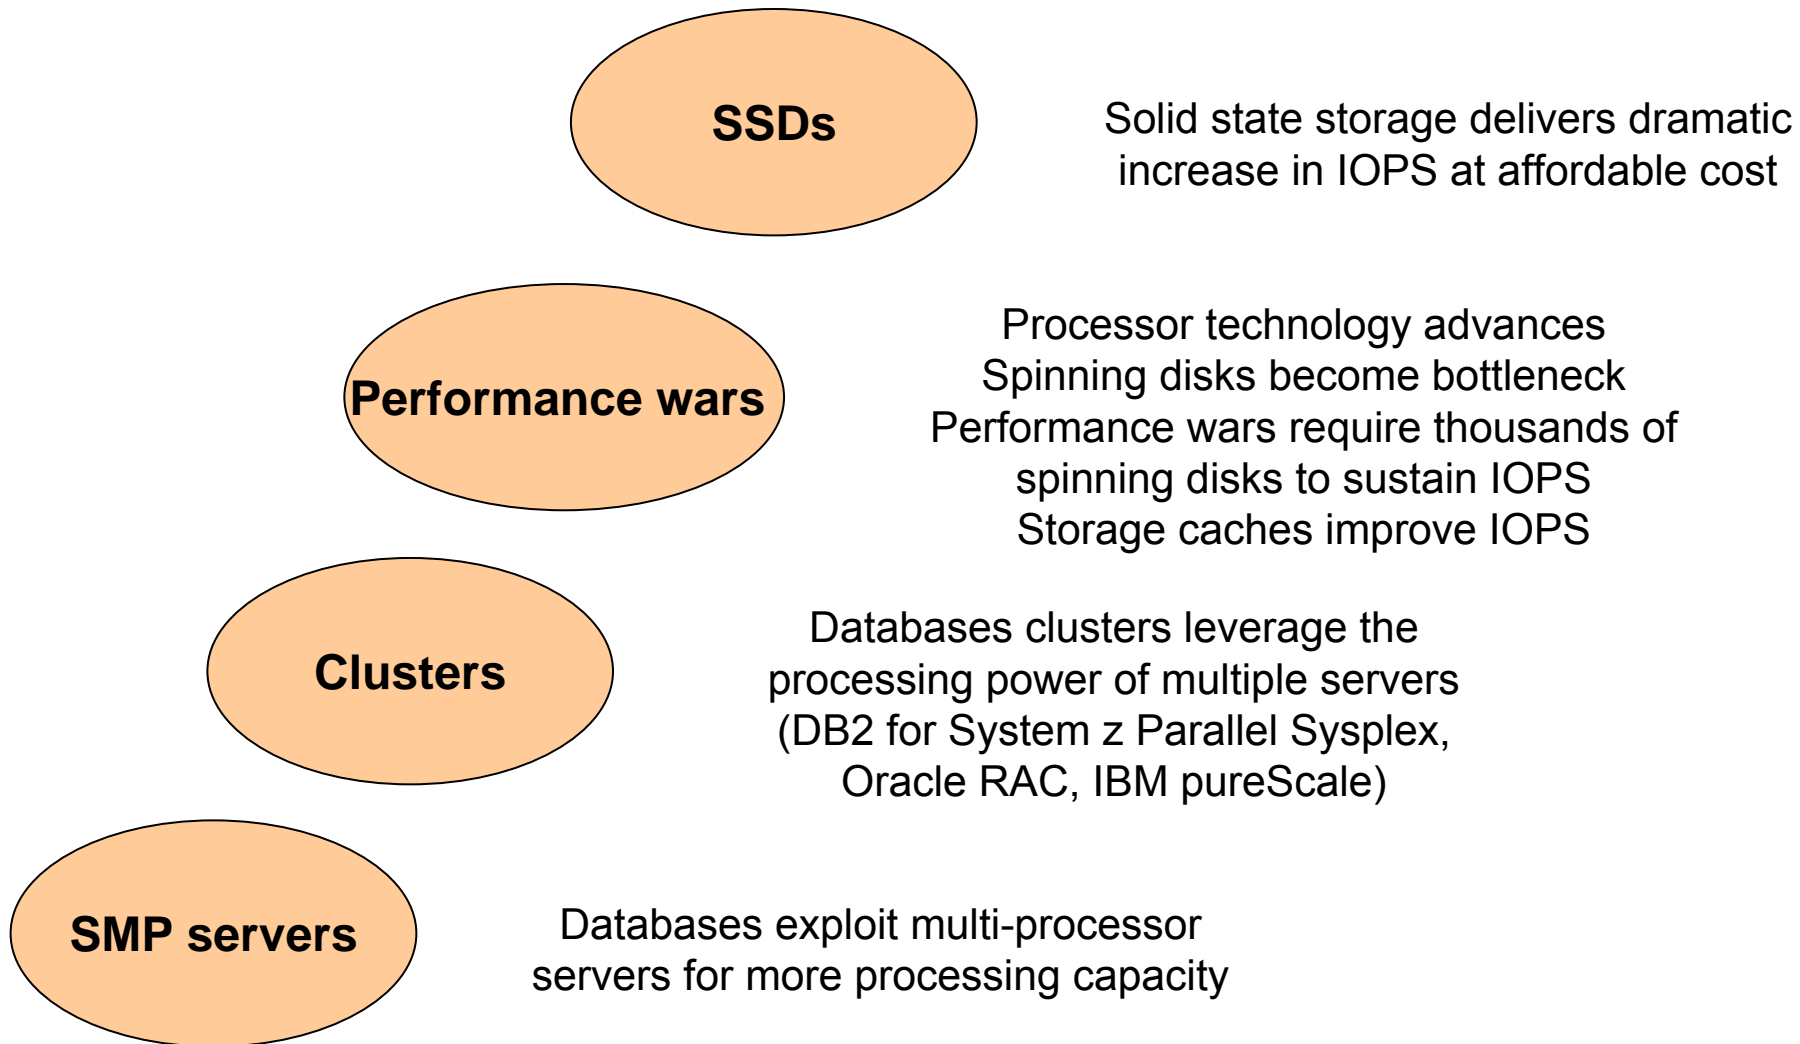 SSDs
Solid state storage delivers dramatic
increase in IOPS at affordable cost
Performance wars
Processor technology advances
Spinning disks become bottleneck
Performance wars require thousands of
spinning disks to sustain IOPS
Storage caches improve IOPS
Clusters
Databases clusters leverage the
processing power of multiple servers
(DB2 for System z Parallel Sysplex,
Oracle RAC, IBM pureScale)
SMP servers
Databases exploit multi-processor
servers for more processing capacity